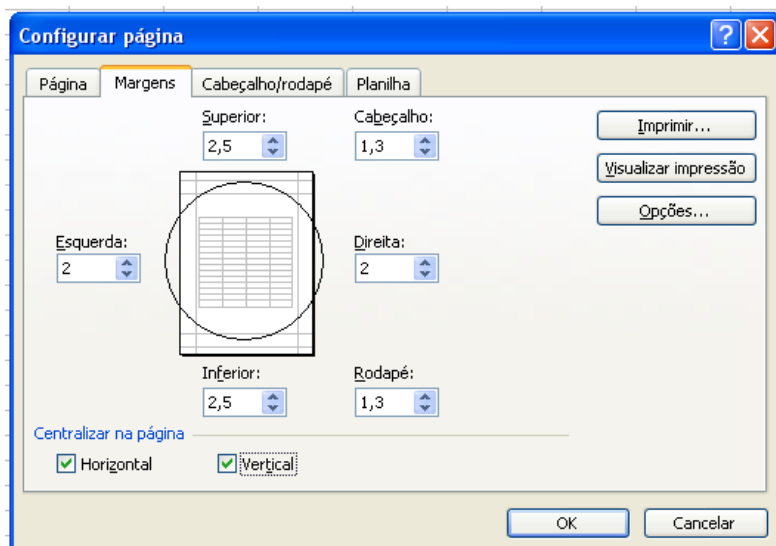 Configurar página
Página Margens Cabeçalho/rodapé Planilha
Superior: Cabeçalho:
2,5 1,3
Imprimir...
Visualizar impressão
Opções...
Esquerda: Direita:
2 2
Inferior: Rodapé:
2,5 1,3
Centralizar na página
Horizontal Vertical
OK Cancelar